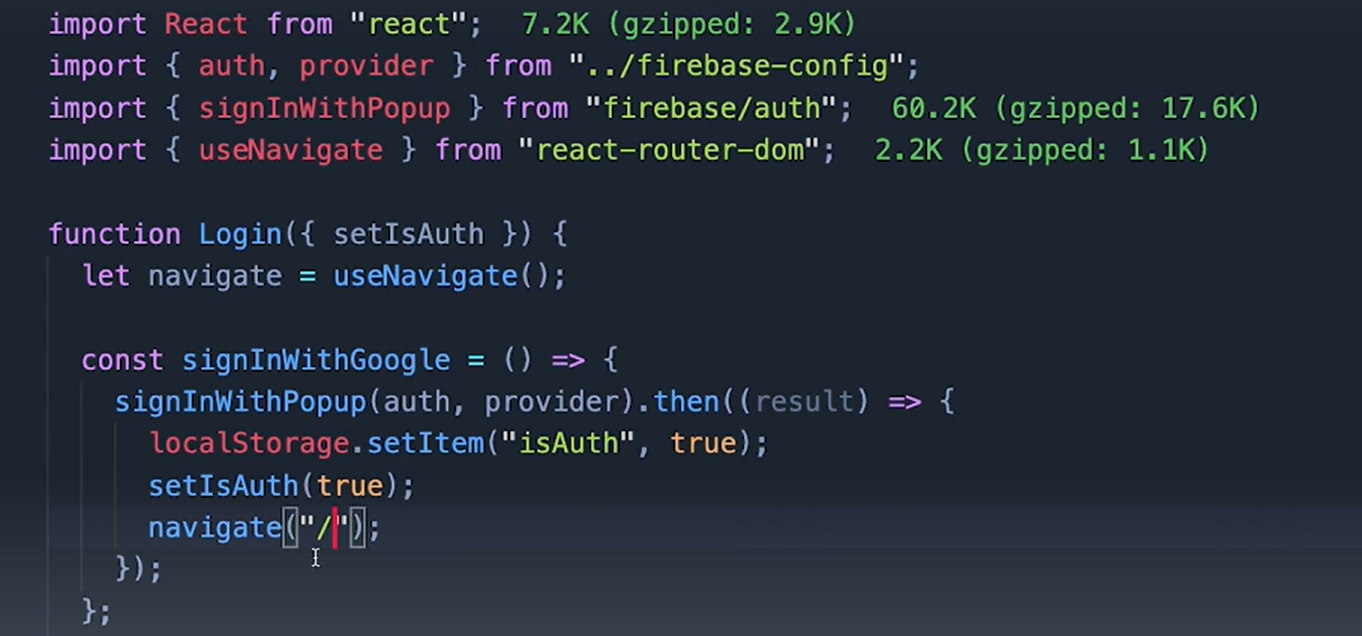 import React from "react";  7.2K (gzipped: 2.9K)
import { auth, provider } from "../firebase-config";
import { signInWithPopup } from "firebase/auth";  60.2K (gzipped: 17.6K)
import { useNavigate } from "react-router-dom";  2.2K (gzipped: 1.1K)

function Login({ setIsAuth }) {
  let navigate = useNavigate();

  const signInWithGoogle = () => {
    signInWithPopup(auth, provider).then((result) => {
      localStorage.setItem("isAuth", true);
      setIsAuth(true);
      navigate("/");
    });
  };